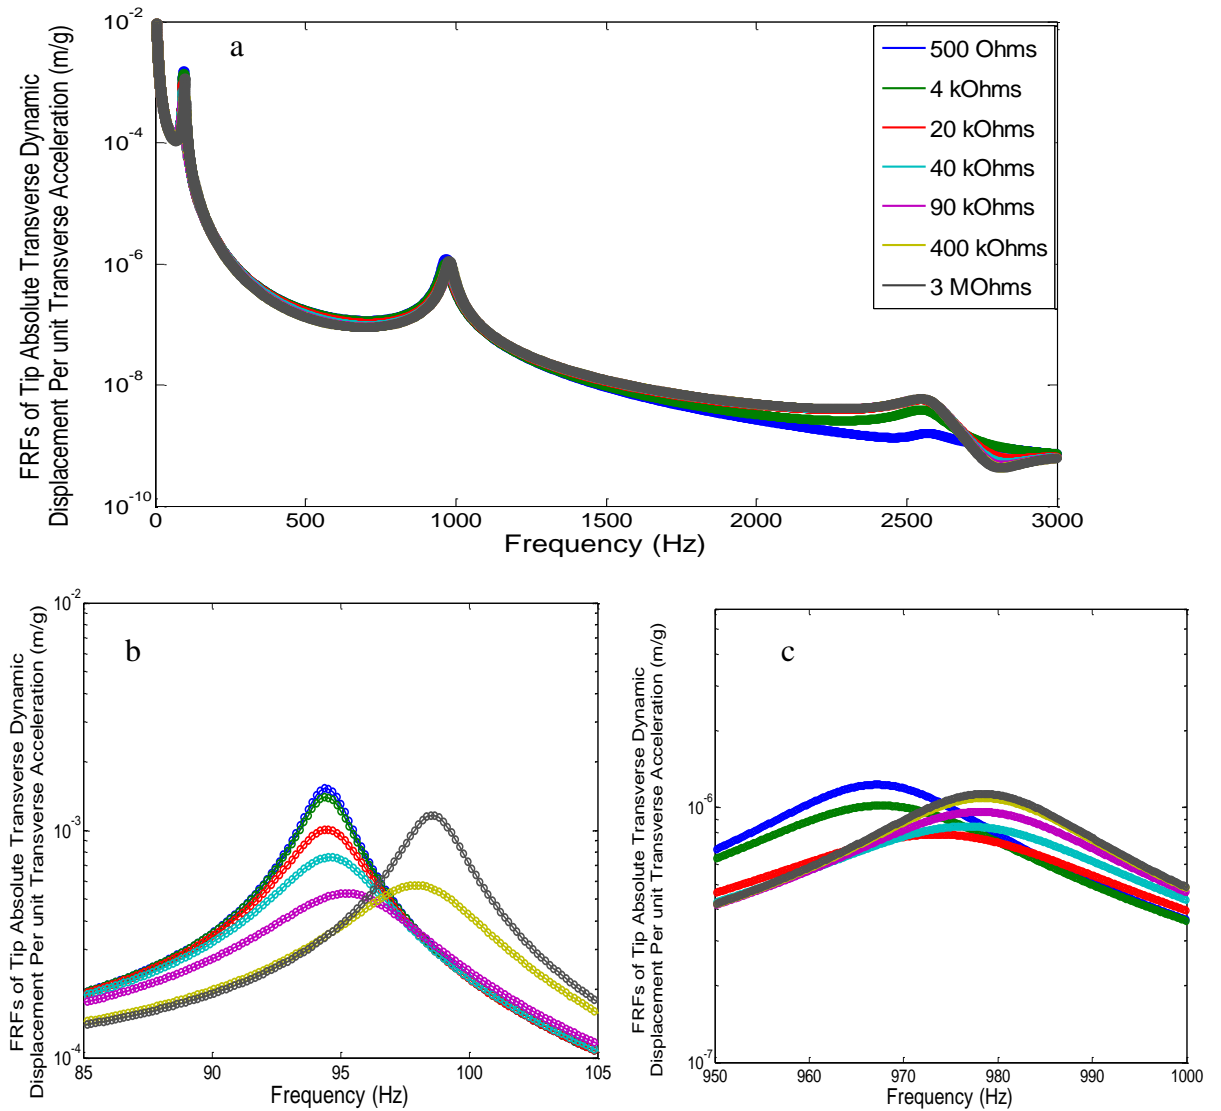 FRFs of Tip Absolute Transverse Dynamic
Displacement Per unit Transverse Acceleration (m/g)
10-2
10-4
10-6
10-8
10-10
a
500 Ohms
4 kOhms
20 kOhms
40 kOhms
90 kOhms
400 kOhms
3 MOhms
0 500 1000 1500 2000 2500 3000
Frequency (Hz)
FRFs of Tip Absolute Transverse Dynamic
Displacement Per unit Transverse Acceleration (m/g)
10-2
10-3
10-4
b
85 90 95 100 105
Frequency (Hz)
FRFs of Tip Absolute Transverse Dynamic
Displacement Per unit Transverse Acceleration (m/g)
10-6
10-7
c
950 960 970 980 990 1000
Frequency (Hz)